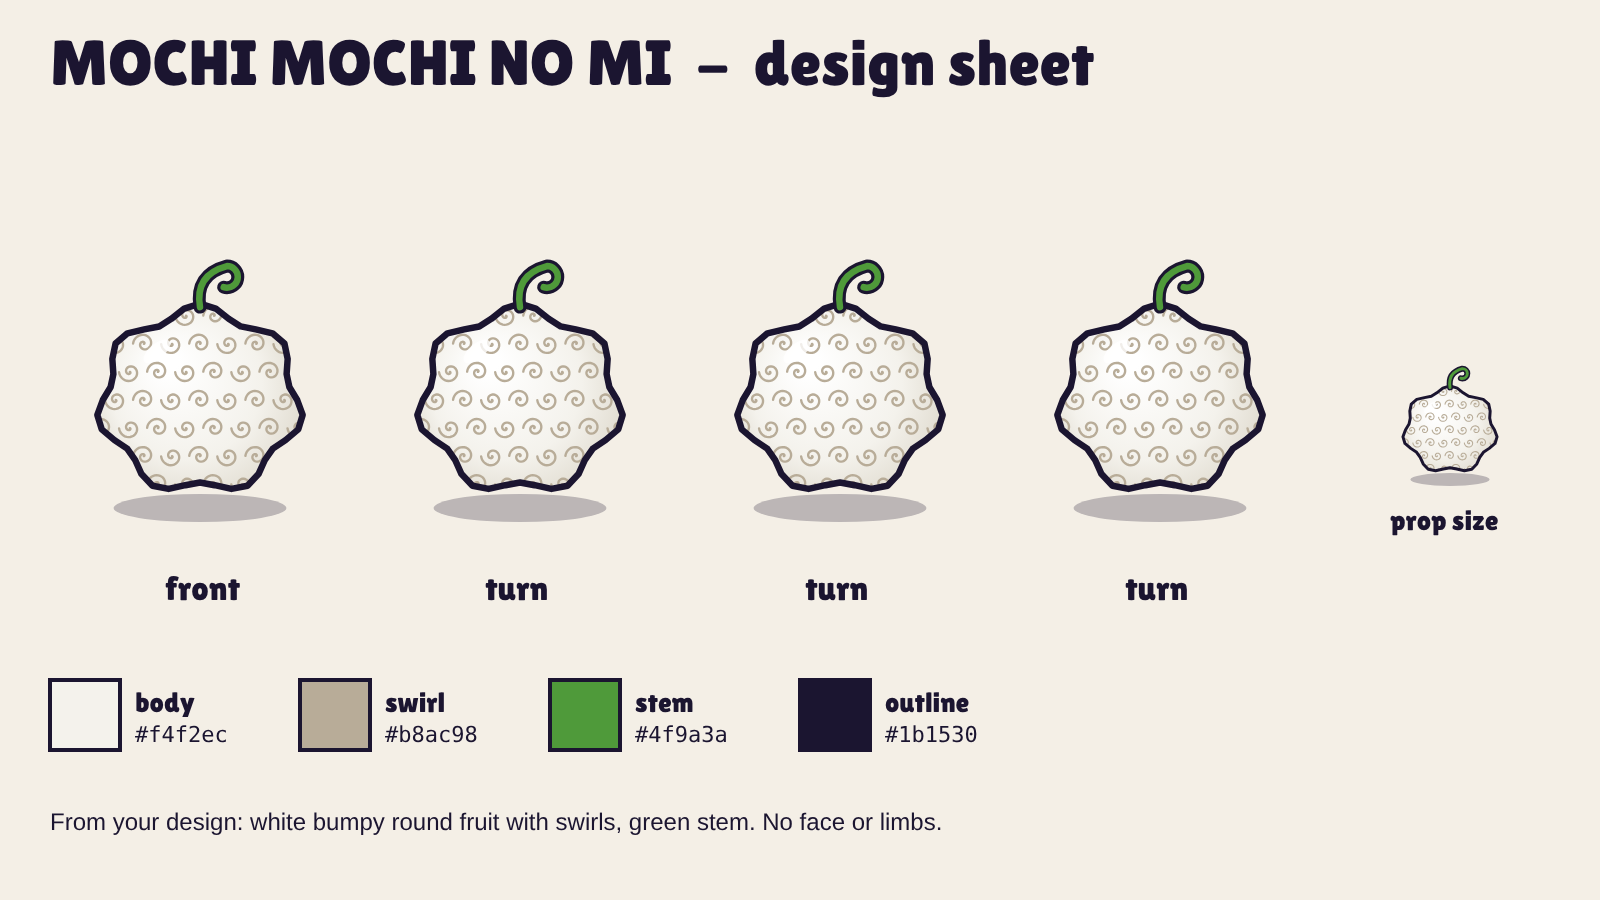 MOCHI MOCHI NO MI – design sheet
prop size
front
turn
turn
turn
body
#f4f2ec
swirl
#b8ac98
stem
#4f9a3a
outline
#1b1530
From your design: white bumpy round fruit with swirls, green stem. No face or limbs.